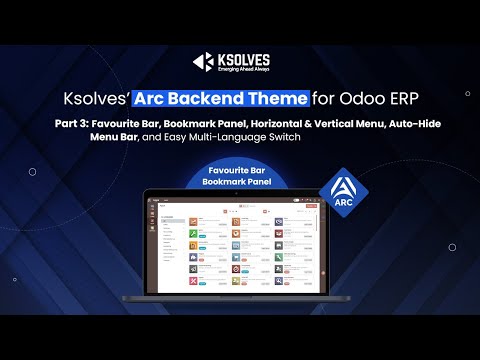 KSOLVES
Emerging Ahead Always
Ksolves' Arc Backend Theme for Odoo ERP
Part 3: Favourite Bar, Bookmark Panel, Horizontal & Vertical Menu, Auto-Hide
Menu Bar, and Easy Multi-Language Switch
Favourite Bar
Bookmark Panel
ARC